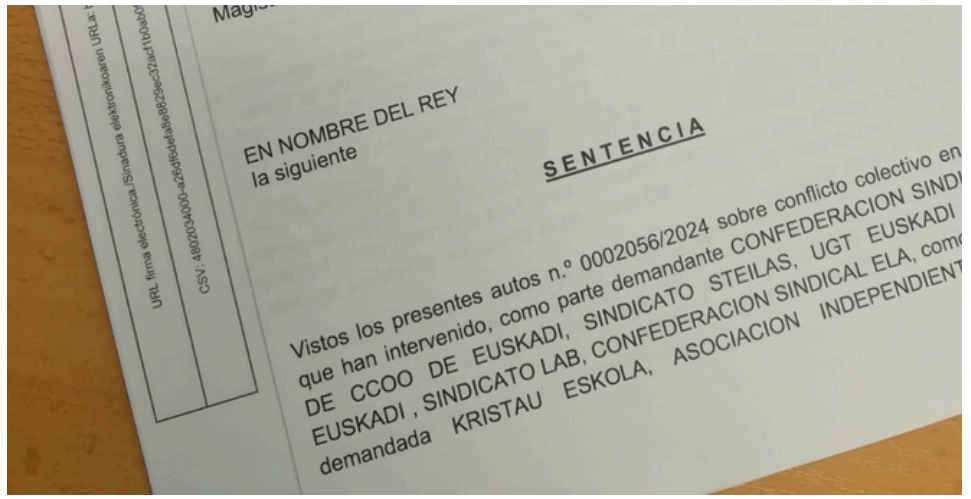 URL firma electrónica./Sinadura elektronikoaren URLa:
CSV: 4802034000-a26df6defa8e8829ec32acf1b0ab0
EN NOMBRE DEL REY
la siguiente
SENTENCIA
Vistos los presentes autos n.º 0002056/2024 sobre conflicto colectivo en
que han intervenido, como parte demandante CONFEDERACION SINDI
DE CCOO DE EUSKADI, SINDICATO STEILAS, UGT EUSKADI
EUSKADI , SINDICATO LAB, CONFEDERACION SINDICAL ELA, como
demandada KRISTAU ESKOLA, ASOCIACION INDEPENDIENT